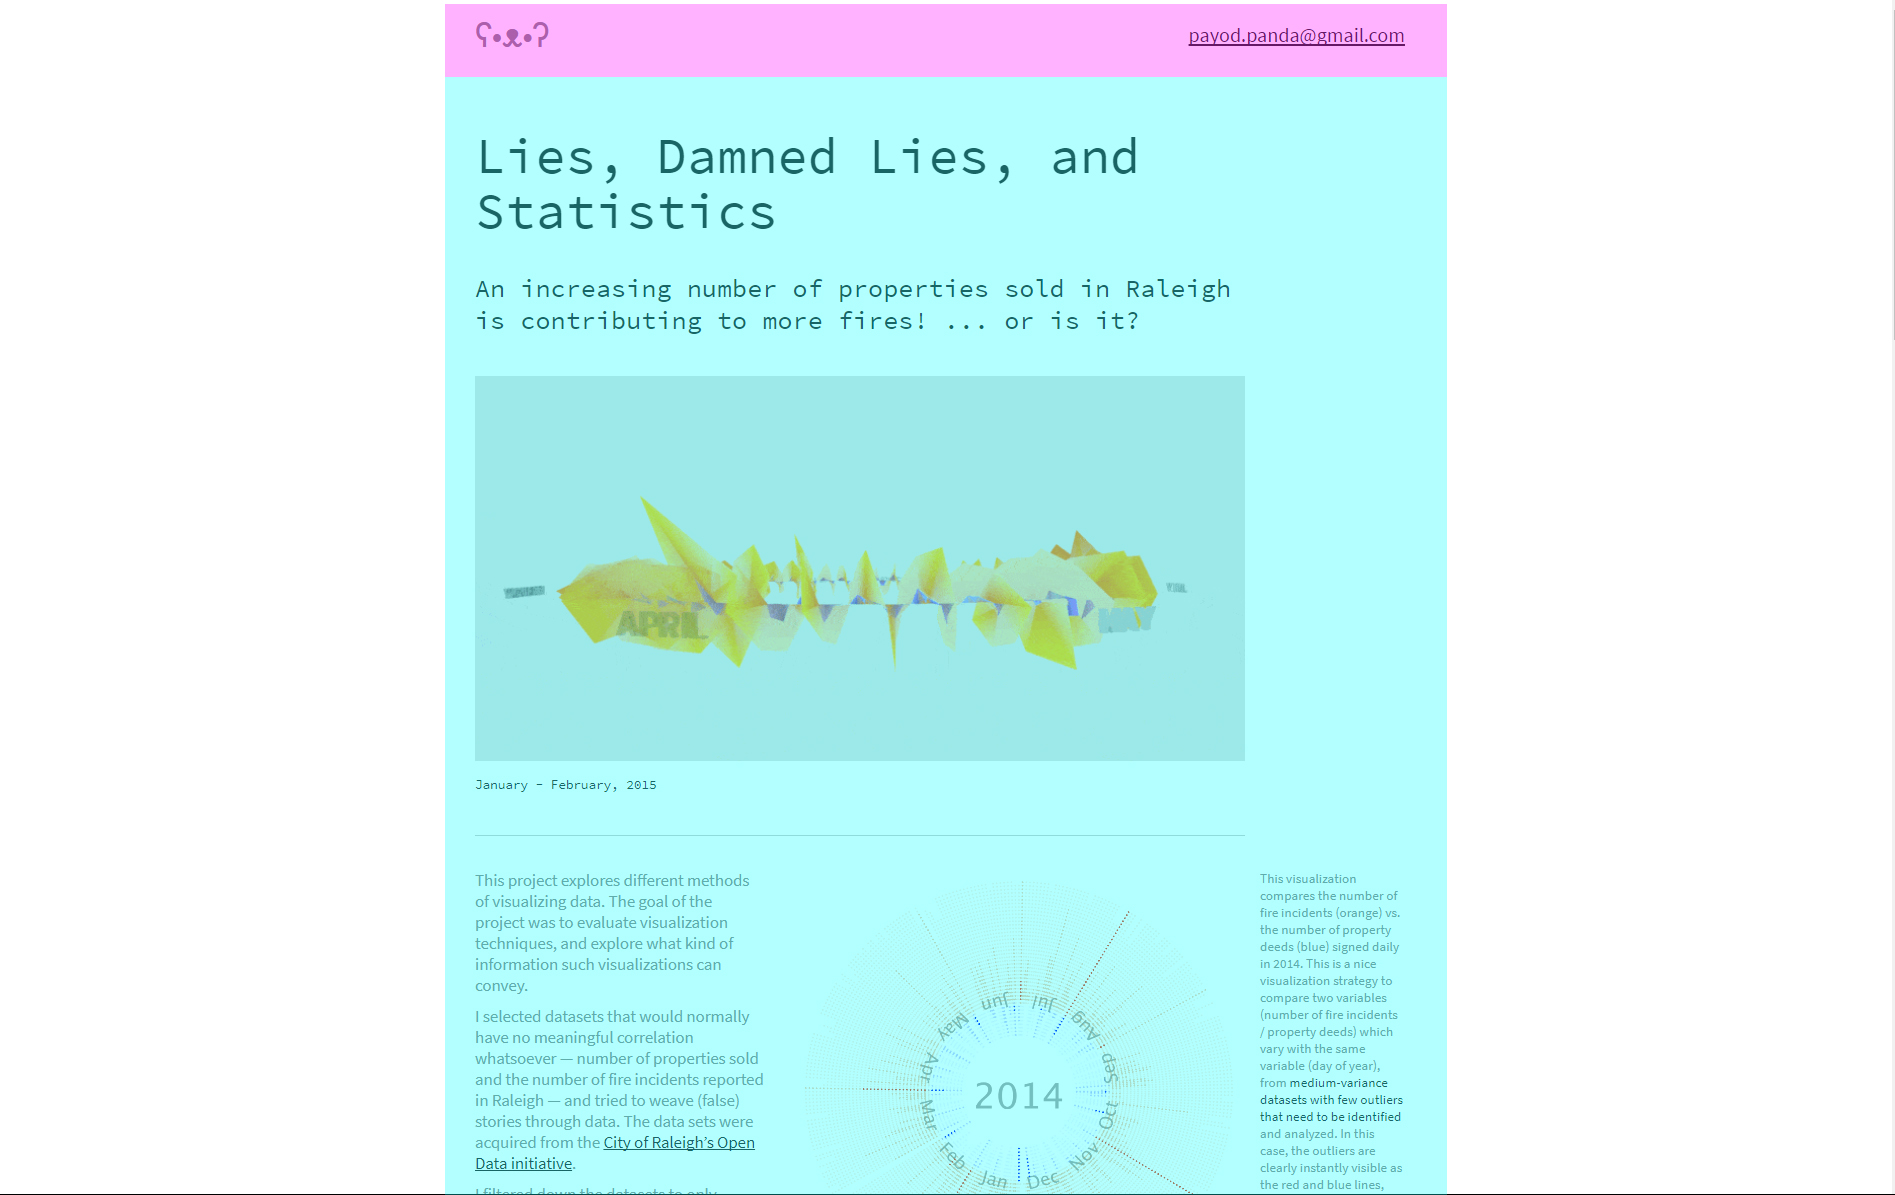 ʕ•ᴥ•ʔ
payod.panda@gmail.com
Lies, Damned Lies, and
Statistics
An increasing number of properties sold in Raleigh
is contributing to more fires! ... or is it?
APRIL
MAY
January - February, 2015
This project explores different methods
of visualizing data. The goal of the
project was to evaluate visualization
techniques, and explore what kind of
information such visualizations can
convey.
I selected datasets that would normally
have no meaningful correlation
whatsoever — number of properties sold
and the number of fire incidents reported
in Raleigh — and tried to weave (false)
stories through data. The data sets were
acquired from the City of Raleigh’s Open
Data initiative.
I filtered down the datasets to only
2014
Jan
Feb
Mar
Apr
May
Jun
Jul
Aug
Sep
Oct
Nov
Dec
This visualization
compares the number of
fire incidents (orange) vs.
the number of property
deeds (blue) signed daily
in 2014. This is a nice
visualization strategy to
compare two variables
(number of fire incidents
/ property deeds) which
vary with the same
variable (day of year),
from medium-variance
datasets with few outliers
that need to be identified
and analyzed. In this
case, the outliers are
clearly instantly visible as
the red and blue lines,